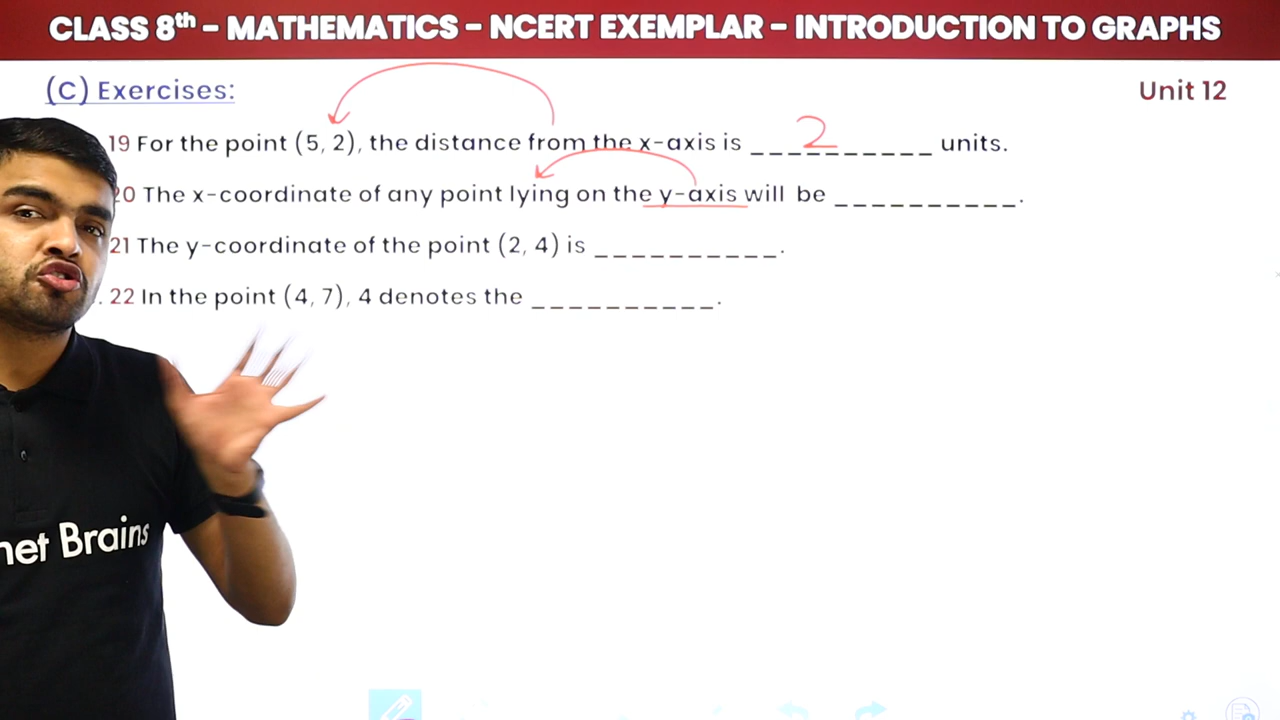 CLASS 8th – MATHEMATICS – NCERT EXEMPLAR – INTRODUCTION TO GRAPHS
(C) Exercises:
Unit 12
19 For the point (5, 2), the distance from the x-axis is __2________ units.
20 The x-coordinate of any point lying on the y-axis will be __________.
21 The y-coordinate of the point (2, 4) is __________.
. 22 In the point (4, 7), 4 denotes the __________.
net Brains